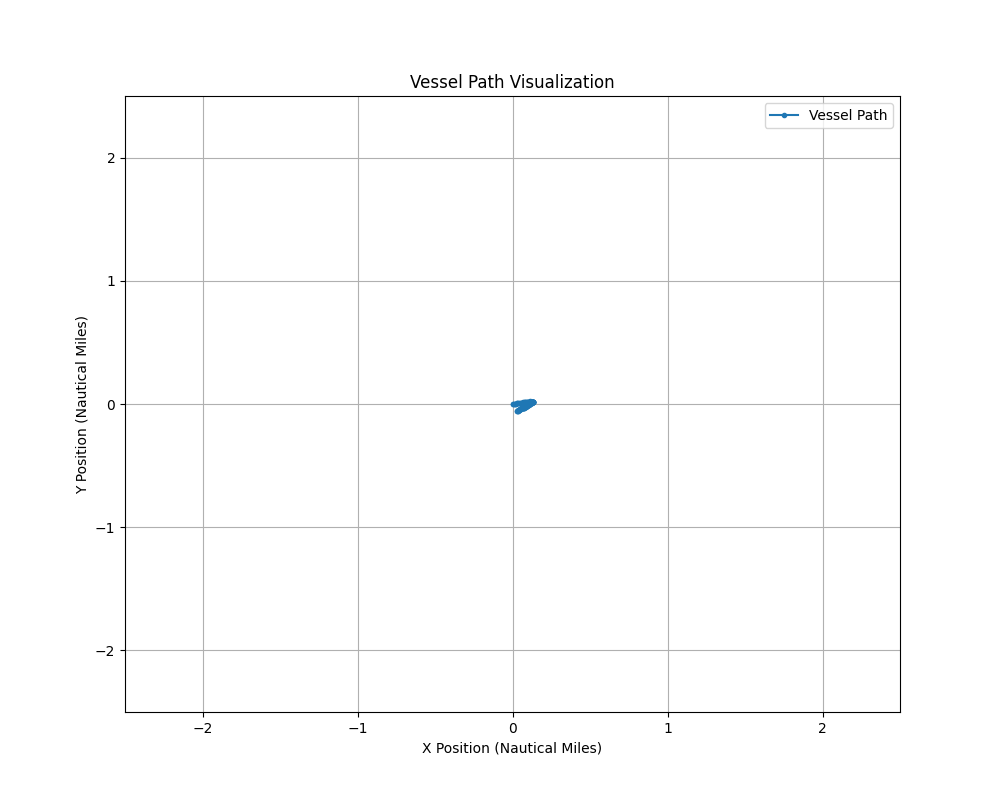 Vessel Path Visualization
Vessel Path
Y Position (Nautical Miles)
2
1
0
−1
−2
−2
−1
0
1
2
X Position (Nautical Miles)